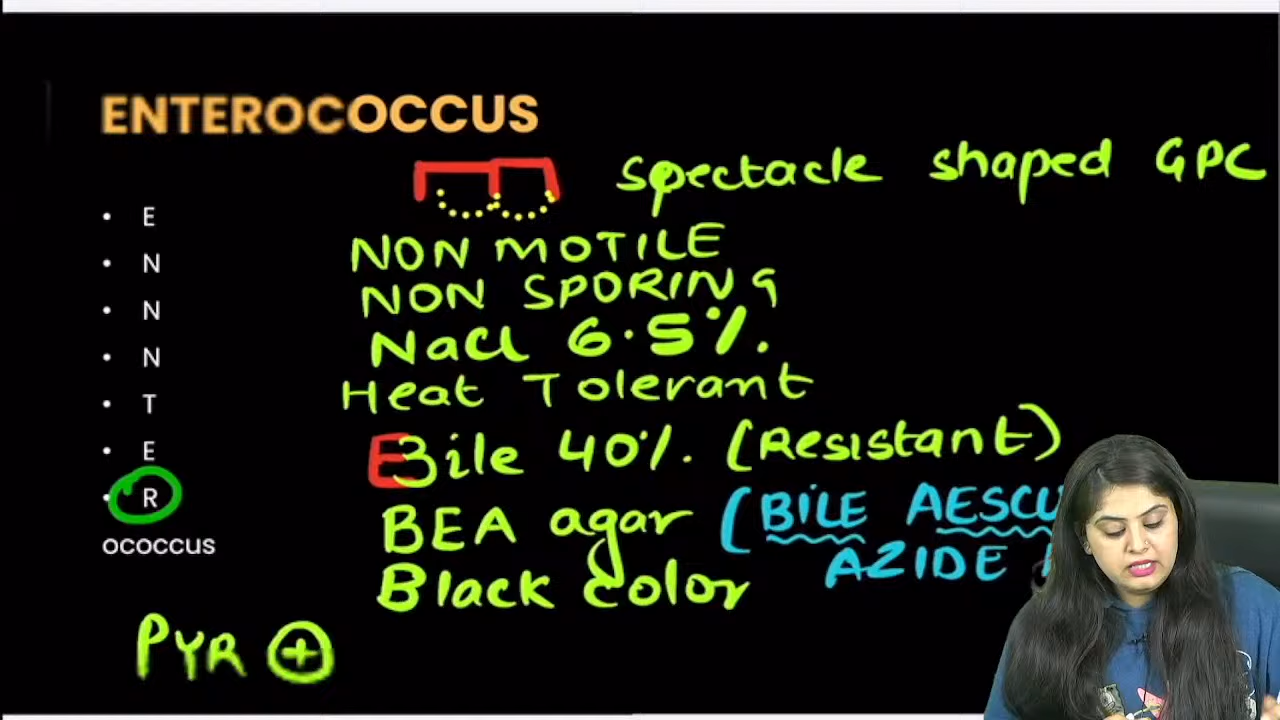 ENTEROCOCCUS
spectacle shaped GPC
• E
• N
• N
• N
• T
• E
• R
OCOCCUS
NON MOTILE
NON SPORING
Nacl 6.5%.
Heat Tolerant
Bile 40%. (Resistant)
BEA agar (BILE
AZIDE
Black color
PYR +